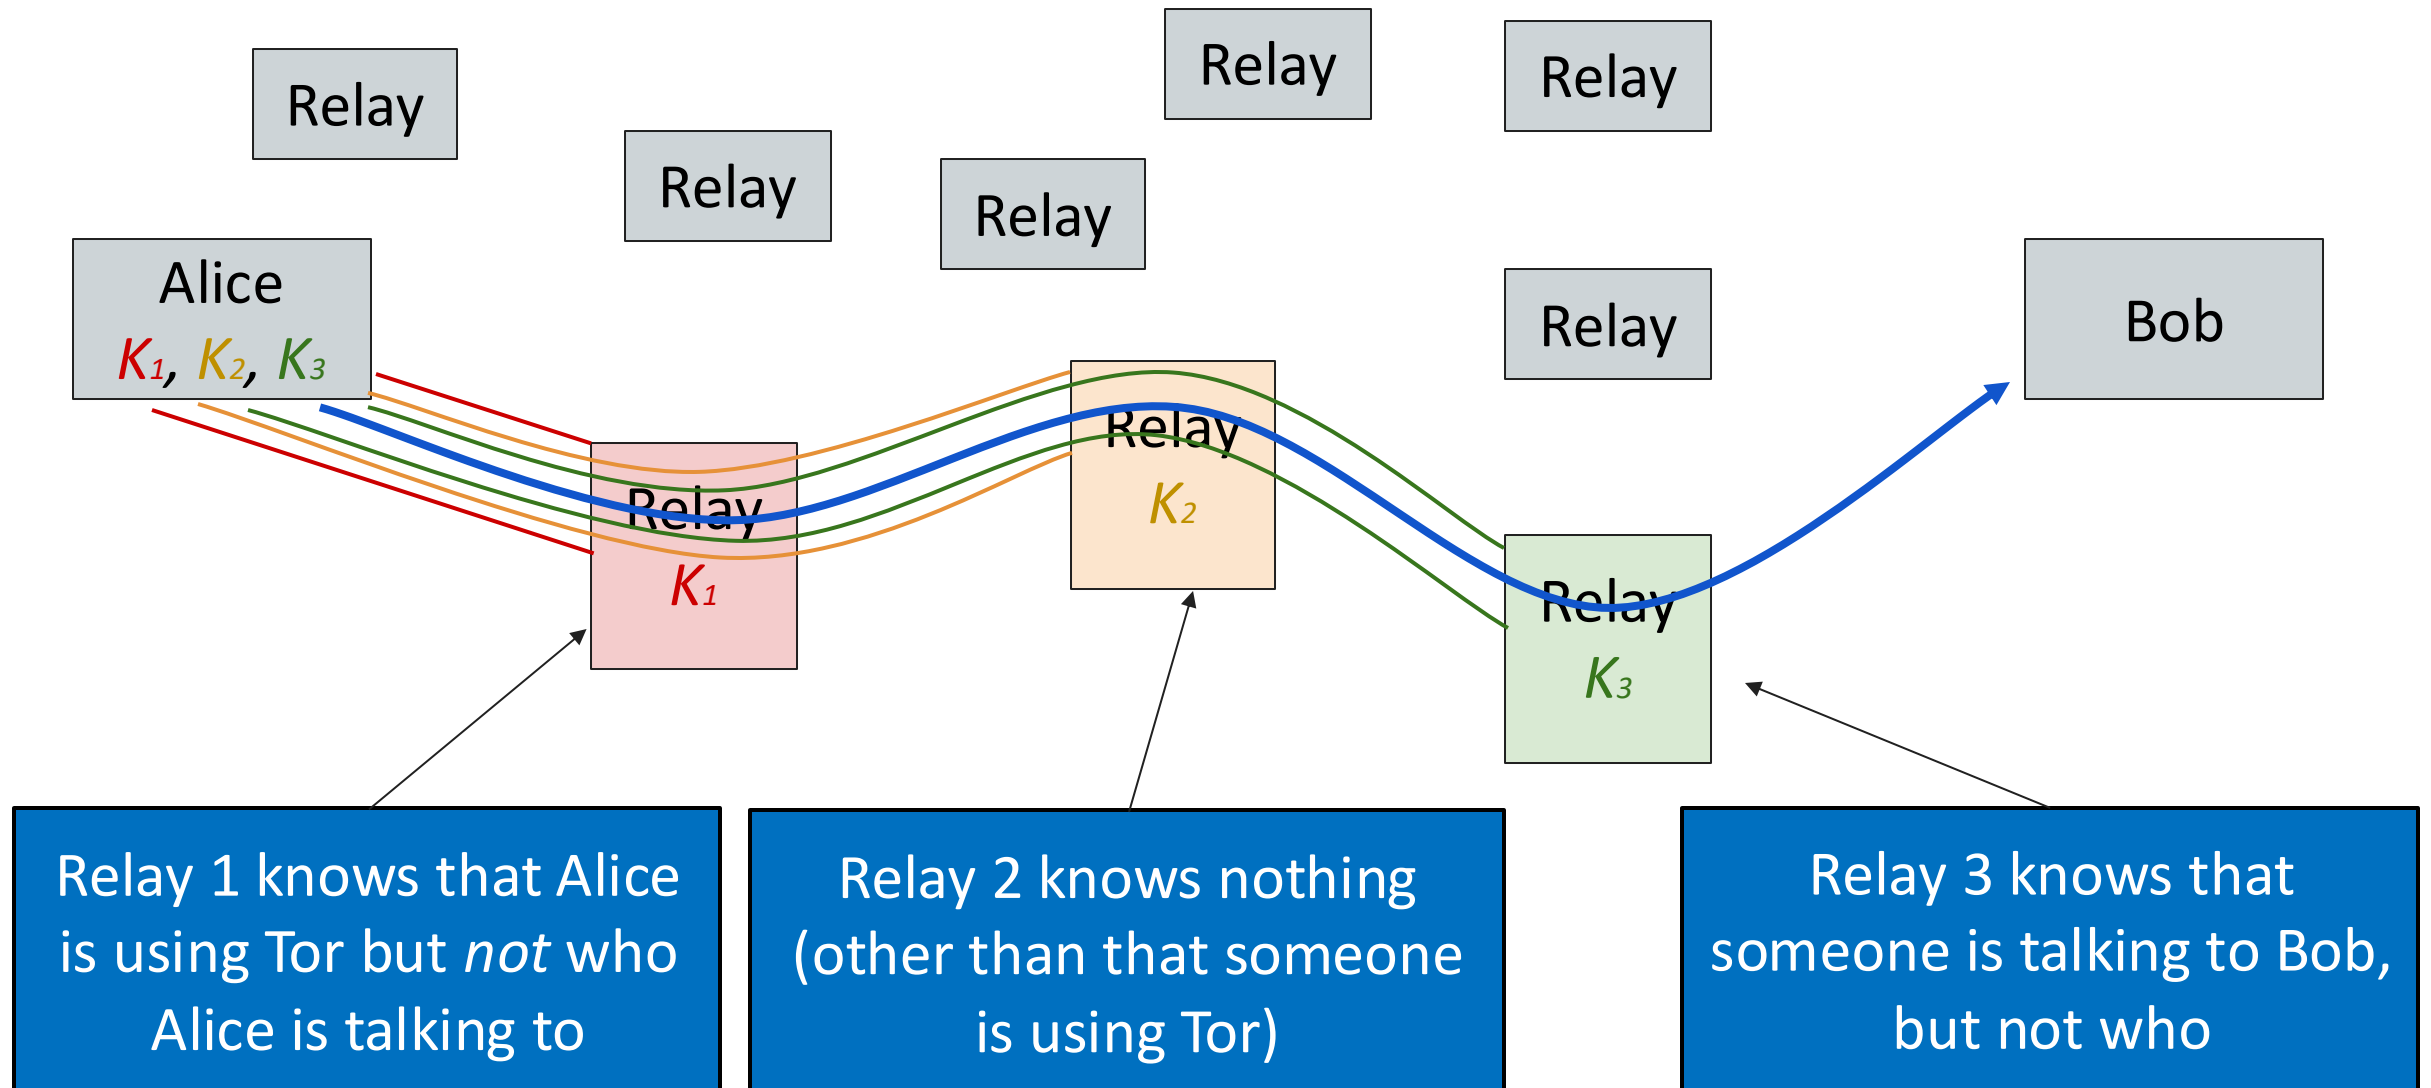 Relay
Relay
Relay
Relay
Relay
Alice
K1, K2, K3
Relay
Bob
Relay
K1
Relay
K2
Relay
K3
Relay 1 knows that Alice
is using Tor but not who
Alice is talking to
Relay 2 knows nothing
(other than that someone
is using Tor)
Relay 3 knows that
someone is talking to Bob,
but not who